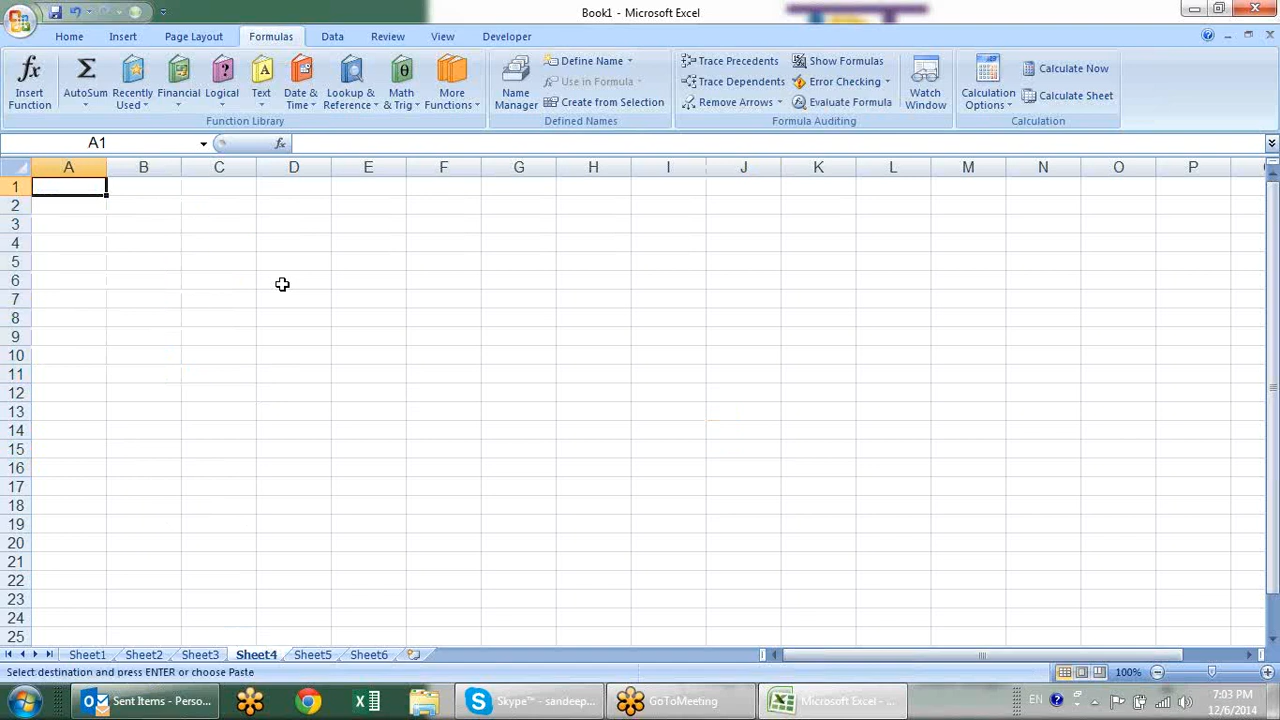 Book1 - Microsoft Excel
Home Insert Page Layout Formulas Data Review View Developer
fx Insert Function
Σ AutoSum
Recently Used
Financial
Logical
A Text
Date & Time
Lookup & Reference
θ Math & Trig
More Functions
Function Library
Name Manager
Define Name
Use in Formula
Create from Selection
Defined Names
Trace Precedents
Trace Dependents
Remove Arrows
Show Formulas
Error Checking
Evaluate Formula
Formula Auditing
Watch Window
Calculation Options
Calculate Now
Calculate Sheet
Calculation
A1 fx
A B C D E F G H I J K L M N O P
1
2
3
4
5
6
7
8
9
10
11
12
13
14
15
16
17
18
19
20
21
22
23
24
25
Sheet1 Sheet2 Sheet3 Sheet4 Sheet5 Sheet6
Select destination and press ENTER or choose Paste 100%
Sent Items - Perso... Skype™ - sandeep... GoToMeeting Microsoft Excel - ... EN 7:03 PM
12/6/2014